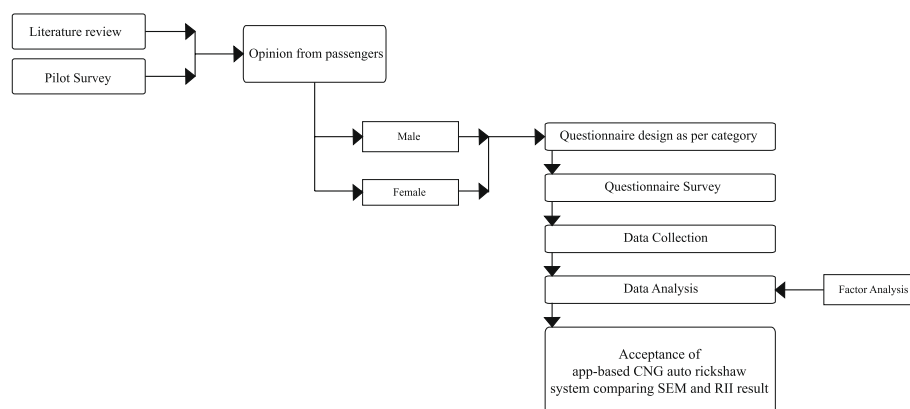 Literature review
Pilot Survey
Opinion from passengers
Male
Female
Questionnaire design as per category
Questionnaire Survey
Data Collection
Data Analysis
Factor Analysis
Acceptance of
app-based CNG auto rickshaw
system comparing SEM and RII result